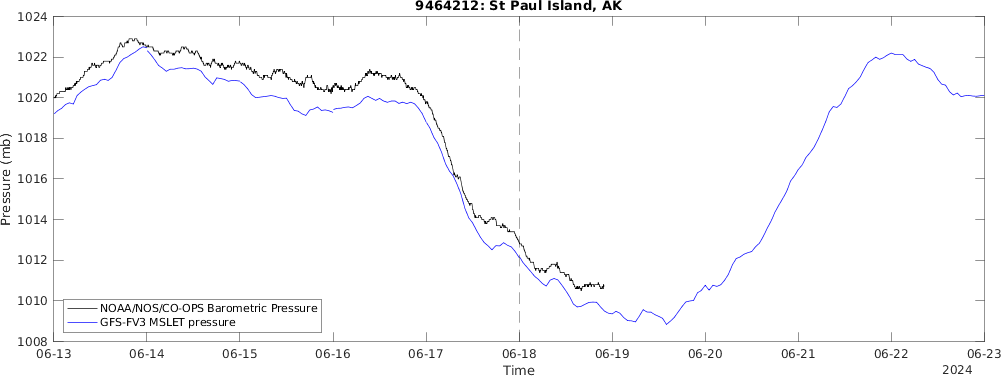 9464212: St Paul Island, AK
1024
1022
1020
1018
1016
1014
1012
1010
1008
Pressure (mb)
NOAA/NOS/CO-OPS Barometric Pressure
GFS-FV3 MSLET pressure
06-13 06-14 06-15 06-16 06-17 06-18 06-19 06-20 06-21 06-22 06-23
Time
2024